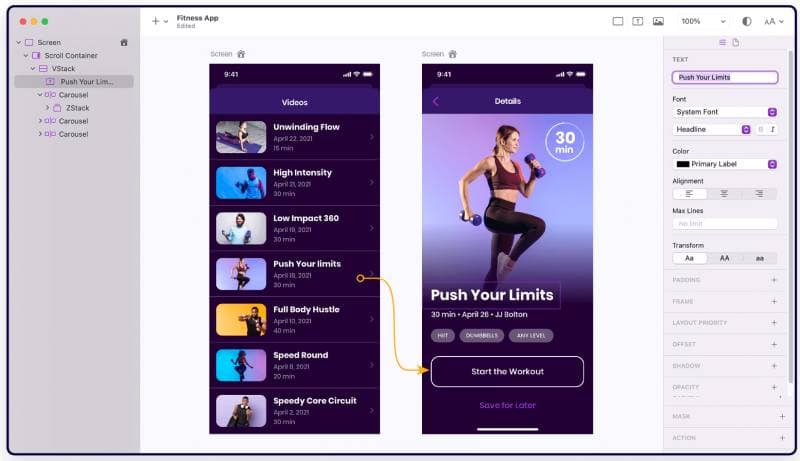 Fitness App
Edited
100%
AA
Screen
Scroll Container
VStack
Push Your Lim...
Carousel
ZStack
Carousel
Carousel
Screen
9:41
Videos
Unwinding Flow
April 22, 2021
15 min
High Intensity
April 21, 2021
30 min
Low Impact 360
April 19, 2021
30 min
Push Your limits
April 18, 2021
30 min
Full Body Hustle
April 10, 2021
40 min
Speed Round
April 8, 2021
20 min
Speedy Core Circuit
April 2, 2021
30 min
Screen
9:41
Details
30
min
Push Your Limits
30 min • April 26 • JJ Bolton
HIIT DUMBBELLS ANY LEVEL
Start the Workout
Save for Later
TEXT
Push Your Limits
Font
System Font
Headline B I
Color
Primary Label
Alignment
Max Lines
No limit
Transform
Aa AA aa
PADDING
FRAME
LAYOUT PRIORITY
OFFSET
SHADOW
OPACITY
MASK
ACTION